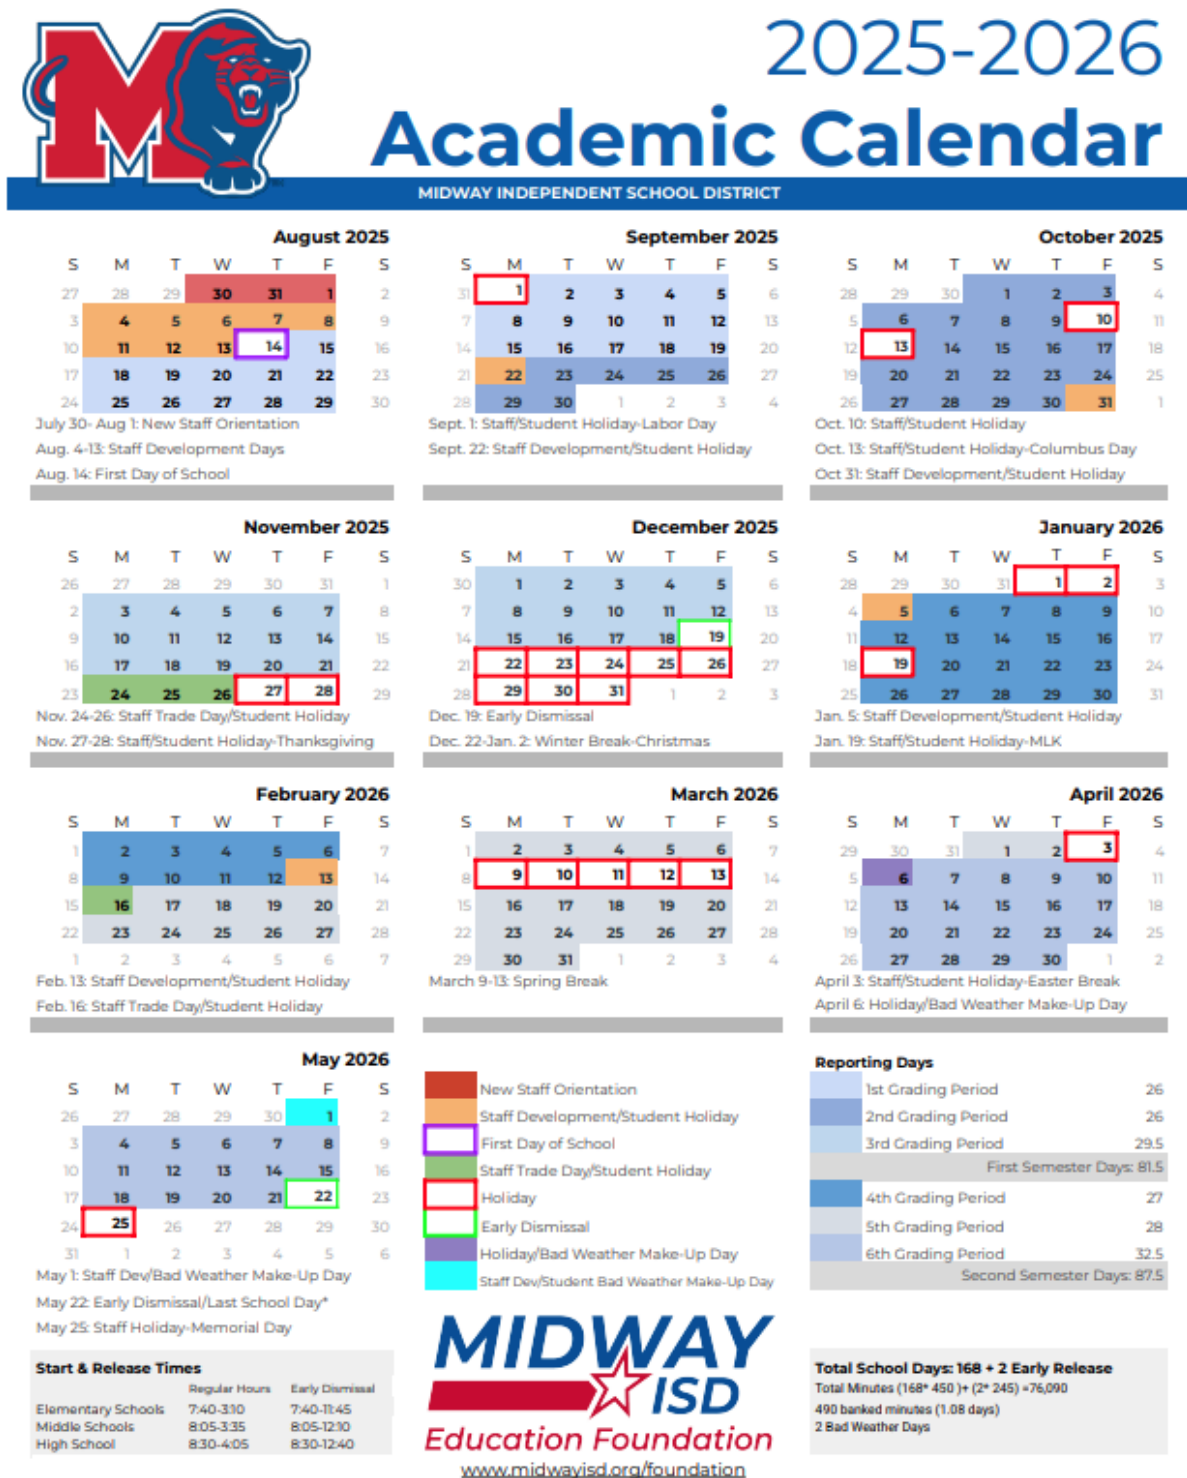 2025-2026
Academic Calendar
MIDWAY INDEPENDENT SCHOOL DISTRICT
August 2025
S M T W T F S
27 28 29 30 31 1 2
3 4 5 6 7 8 9
10 11 12 13 14 15 16
17 18 19 20 21 22 23
24 25 26 27 28 29 30
July 30- Aug 1: New Staff Orientation
Aug. 4-13: Staff Development Days
Aug. 14: First Day of School
September 2025
S M T W T F S
31 1 2 3 4 5 6
7 8 9 10 11 12 13
14 15 16 17 18 19 20
21 22 23 24 25 26 27
28 29 30 1 2 3 4
Sept. 1: Staff/Student Holiday-Labor Day
Sept. 22: Staff Development/Student Holiday
October 2025
S M T W T F S
28 29 30 1 2 3 4
5 6 7 8 9 10 11
12 13 14 15 16 17 18
19 20 21 22 23 24 25
26 27 28 29 30 31 1
Oct. 10: Staff/Student Holiday
Oct. 13: Staff/Student Holiday-Columbus Day
Oct 31: Staff Development/Student Holiday
November 2025
S M T W T F S
26 27 28 29 30 31 1
2 3 4 5 6 7 8
9 10 11 12 13 14 15
16 17 18 19 20 21 22
23 24 25 26 27 28 29
Nov. 24-26: Staff Trade Day/Student Holiday
Nov. 27-28: Staff/Student Holiday-Thanksgiving
December 2025
S M T W T F S
30 1 2 3 4 5 6
7 8 9 10 11 12 13
14 15 16 17 18 19 20
21 22 23 24 25 26 27
28 29 30 31 1 2 3
Dec. 19: Early Dismissal
Dec. 22-Jan. 2: Winter Break-Christmas
January 2026
S M T W T F S
28 29 30 31 1 2 3
4 5 6 7 8 9 10
11 12 13 14 15 16 17
18 19 20 21 22 23 24
25 26 27 28 29 30 31
Jan. 5: Staff Development/Student Holiday
Jan. 19: Staff/Student Holiday-MLK
February 2026
S M T W T F S
1 2 3 4 5 6 7
8 9 10 11 12 13 14
15 16 17 18 19 20 21
22 23 24 25 26 27 28
1 2 3 4 5 6 7
Feb. 13: Staff Development/Student Holiday
Feb. 16: Staff Trade Day/Student Holiday
March 2026
S M T W T F S
1 2 3 4 5 6 7
8 9 10 11 12 13 14
15 16 17 18 19 20 21
22 23 24 25 26 27 28
29 30 31 1 2 3 4
March 9-13: Spring Break
April 2026
S M T W T F S
29 30 31 1 2 3 4
5 6 7 8 9 10 11
12 13 14 15 16 17 18
19 20 21 22 23 24 25
26 27 28 29 30 1 2
April 3: Staff/Student Holiday-Easter Break
April 6: Holiday/Bad Weather Make-Up Day
May 2026
S M T W T F S
26 27 28 29 30 1 2
3 4 5 6 7 8 9
10 11 12 13 14 15 16
17 18 19 20 21 22 23
24 25 26 27 28 29 30
31 1 2 3 4 5 6
May 1: Staff Dev/Bad Weather Make-Up Day
May 22: Early Dismissal/Last School Day*
May 25: Staff Holiday-Memorial Day
New Staff Orientation
Staff Development/Student Holiday
First Day of School
Staff Trade Day/Student Holiday
Holiday
Early Dismissal
Holiday/Bad Weather Make-Up Day
Staff Dev/Student Bad Weather Make-Up Day
Reporting Days
1st Grading Period 26
2nd Grading Period 26
3rd Grading Period 29.5
First Semester Days: 81.5
4th Grading Period 27
5th Grading Period 28
6th Grading Period 32.5
Second Semester Days: 87.5
Start & Release Times
Regular Hours Early Dismissal
Elementary Schools 7:40-3:10 7:40-11:45
Middle Schools 8:05-3:35 8:05-12:10
High School 8:30-4:05 8:30-12:40
MIDWAY
ISD
Education Foundation
www.midwayisd.org/foundation
Total School Days: 168 + 2 Early Release
Total Minutes (168* 450 )+ (2* 245) =76,090
490 banked minutes (1.08 days)
2 Bad Weather Days